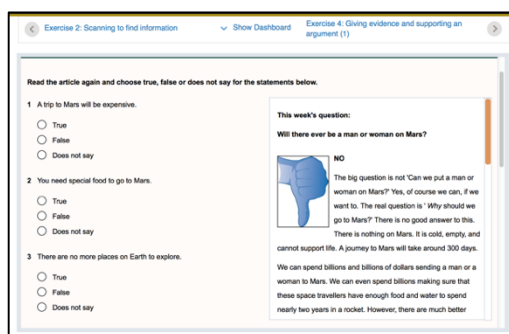 Exercise 2: Scanning to find information
Show Dashboard
Exercise 4: Giving evidence and supporting an
argument (1)
Read the article again and choose true, false or does not say for the statements below.
1 A trip to Mars will be expensive.
True
False
Does not say
2 You need special food to go to Mars.
True
False
Does not say
3 There are no more places on Earth to explore.
True
False
Does not say
This week's question:
Will there ever be a man or woman on Mars?
NO
The big question is not 'Can we put a man or
woman on Mars?' Yes, of course we can, if we
want to. The real question is ' Why should we
go to Mars?' There is no good answer to this.
There is nothing on Mars. It is cold, empty, and
cannot support life. A journey to Mars will take around 300 days.
We can spend billions and billions of dollars sending a man or a
woman to Mars. We can even spend billions making sure that
these space travellers have enough food and water to spend
nearly two years in a rocket. However, there are much better